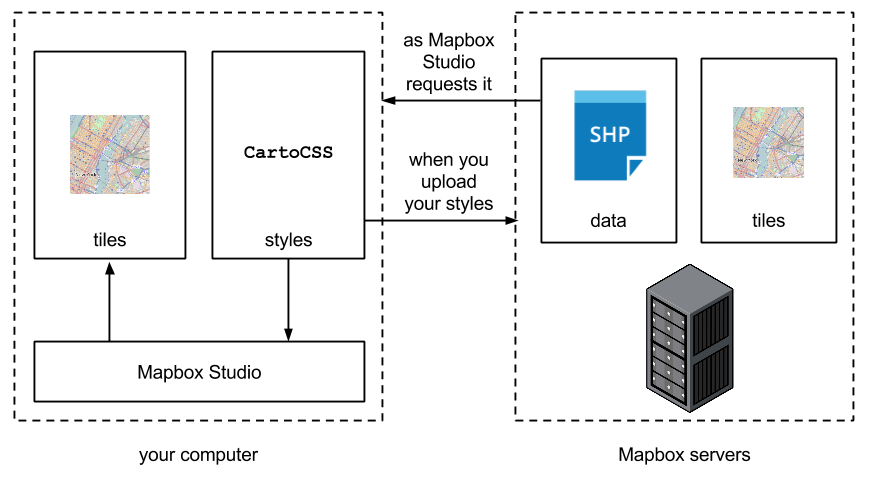 as Mapbox
Studio
requests it
CartoCSS
when you
upload
your styles
tiles
styles
SHP
data
tiles
Mapbox Studio
your computer
Mapbox servers